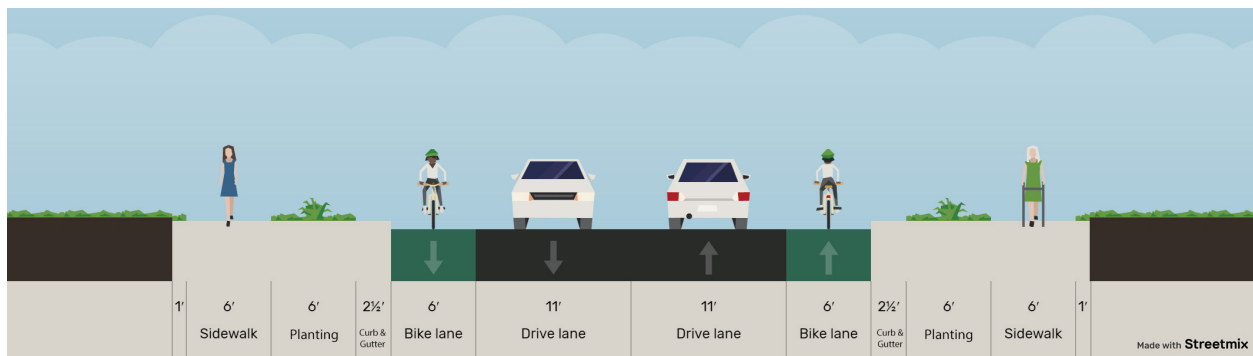 1′ 6′ 6′ 2½′ 6′ 11′ 11′ 6′ 2½′ 6′ 6′ 1′
Sidewalk Planting Curb & Gutter Bike lane Drive lane Drive lane Bike lane Curb & Gutter Planting Sidewalk
Made with Streetmix